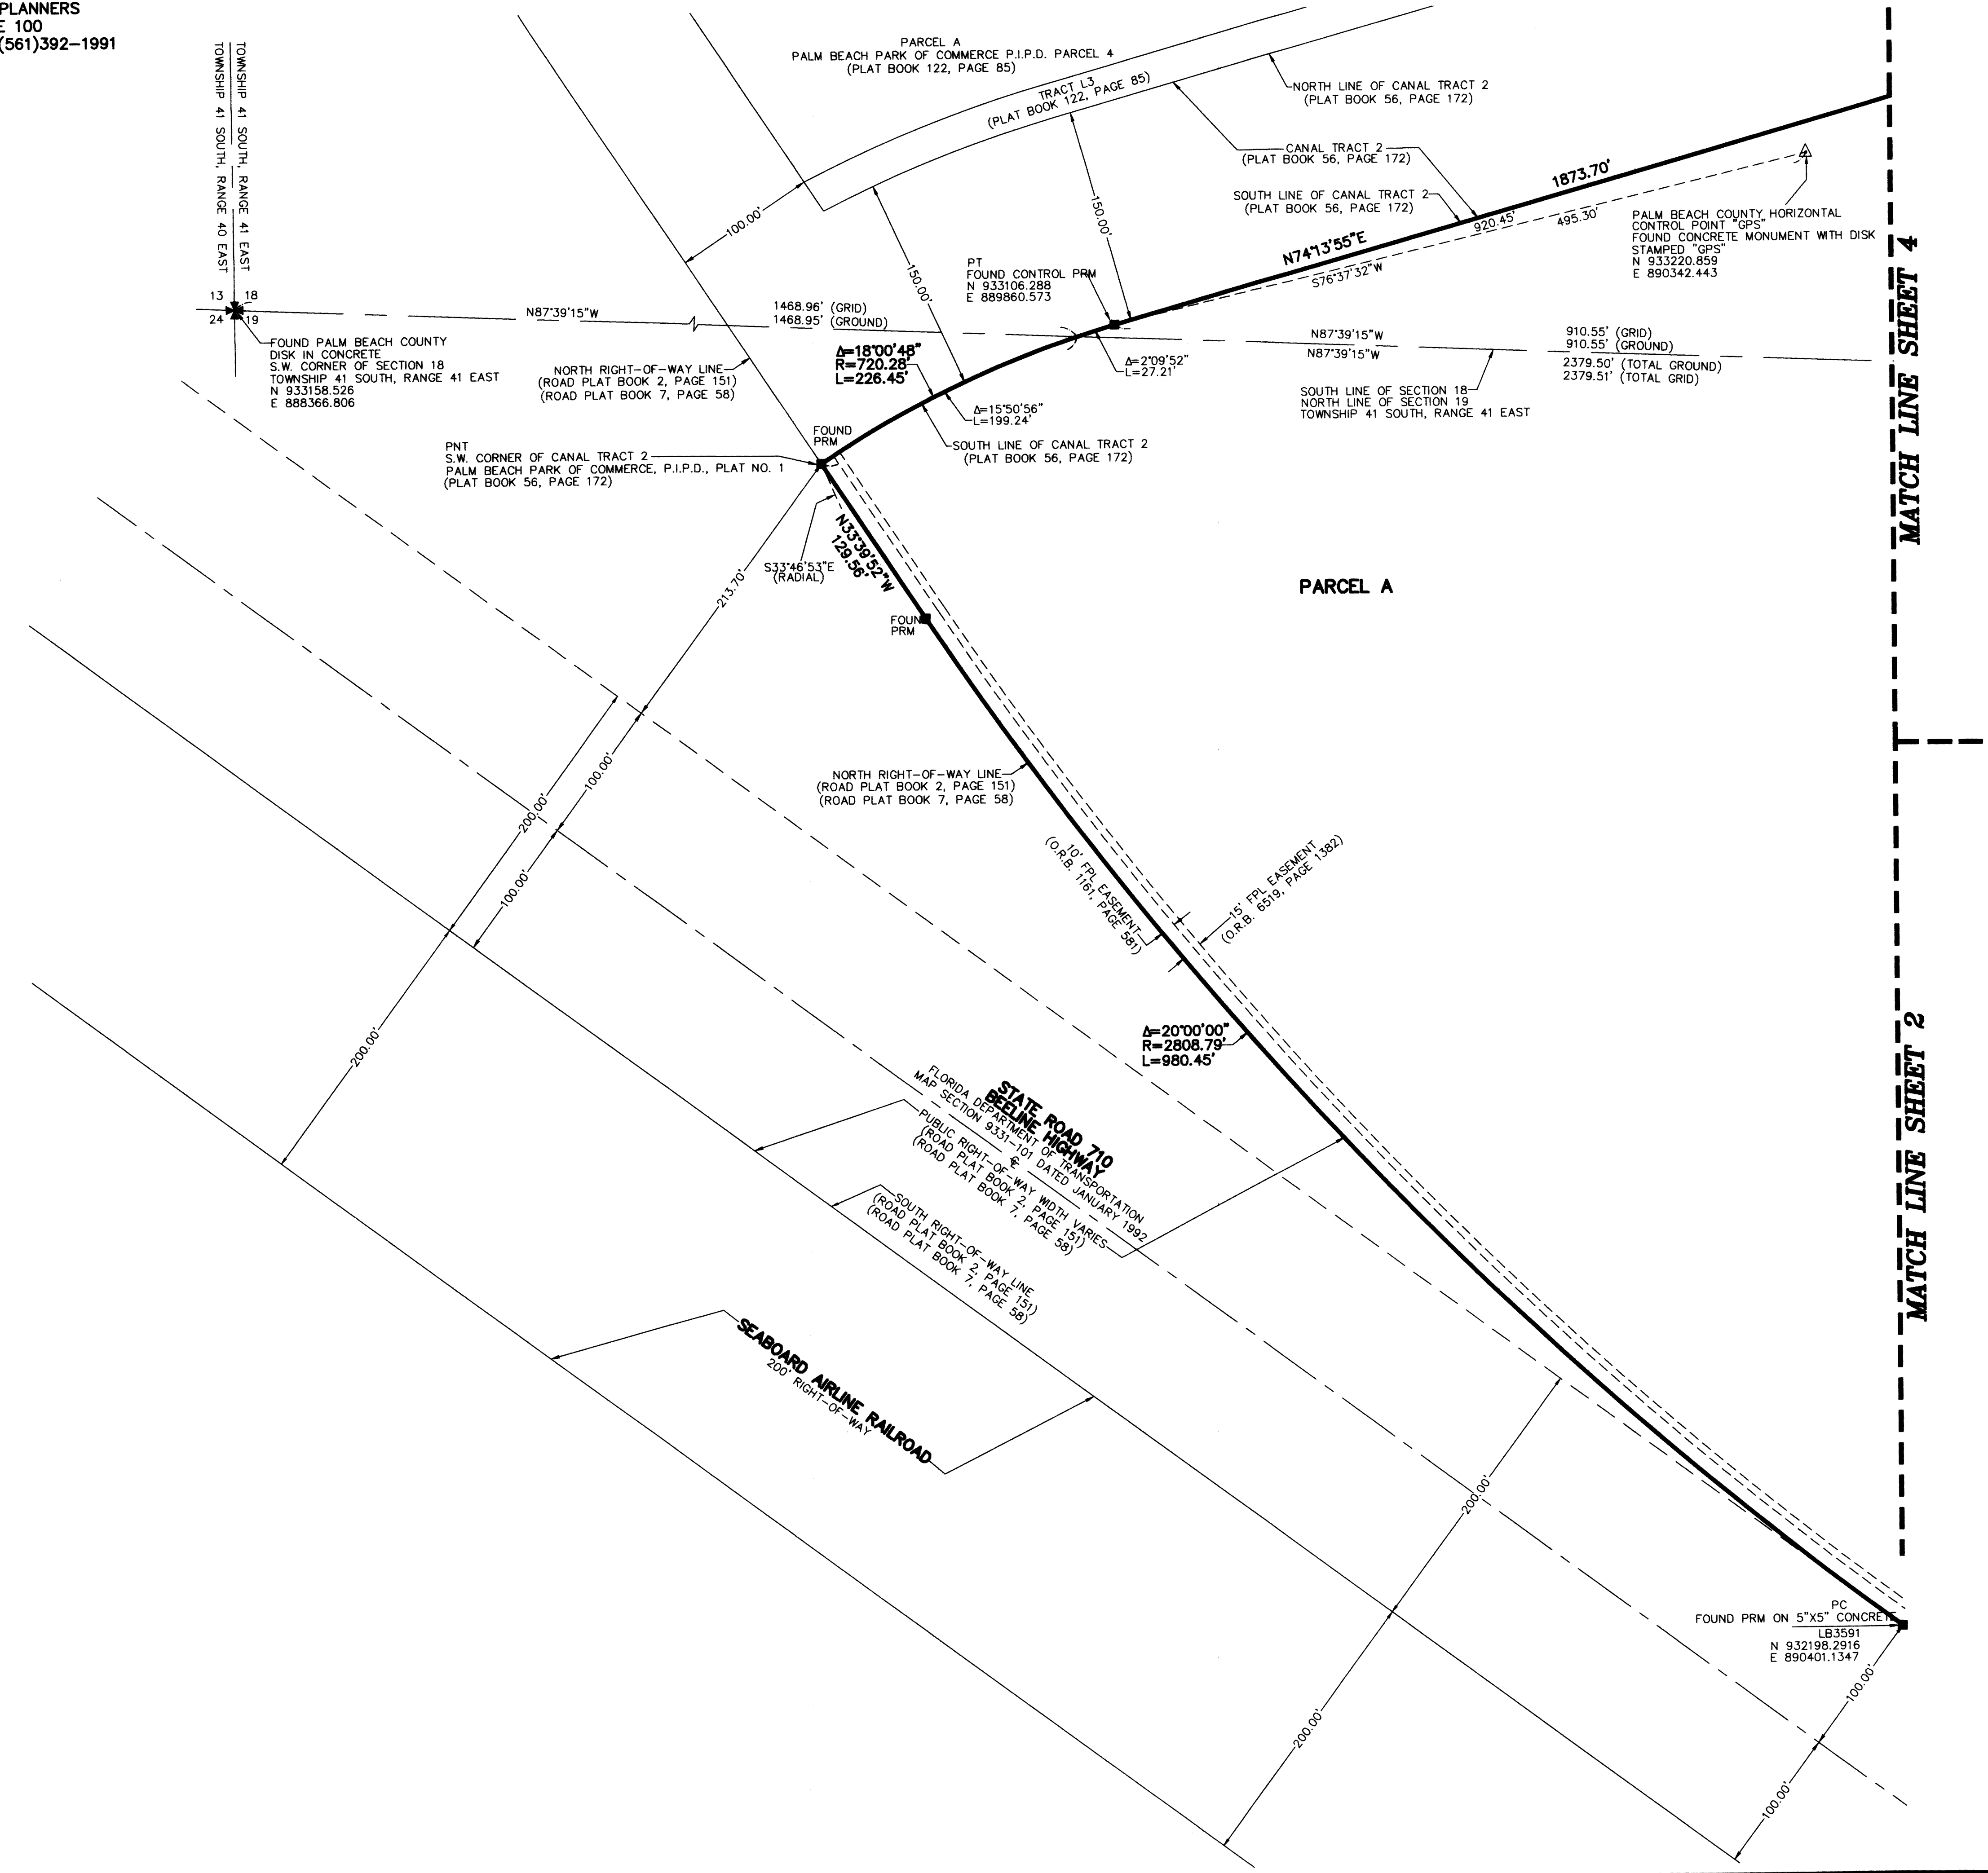 PLANNERS
E 100
(561)392-1991
TOWNSHIP 41 SOUTH, RANGE 40 EAST
TOWNSHIP 41 SOUTH, RANGE 41 EAST
13
18
24
19
FOUND PALM BEACH COUNTY
DISK IN CONCRETE
S.W. CORNER OF SECTION 18
TOWNSHIP 41 SOUTH, RANGE 41 EAST
N 933158.526
E 888366.806
PARCEL A
PALM BEACH PARK OF COMMERCE P.I.P.D. PARCEL 4
(PLAT BOOK 122, PAGE 85)
TRACT L3
(PLAT BOOK 122, PAGE 85)
NORTH LINE OF CANAL TRACT 2
(PLAT BOOK 56, PAGE 172)
CANAL TRACT 2
(PLAT BOOK 56, PAGE 172)
SOUTH LINE OF CANAL TRACT 2
(PLAT BOOK 56, PAGE 172)
1873.70'
920.45'
495.30'
N74°13'55"E
S76°37'32"W
PALM BEACH COUNTY HORIZONTAL
CONTROL POINT "GPS"
FOUND CONCRETE MONUMENT WITH DISK
STAMPED "GPS"
N 933220.859
E 890342.443
MATCH LINE SHEET 4
100.00'
150.00'
150.00'
PT
FOUND CONTROL PRM
N 933106.288
E 889860.573
N87°39'15"W
1468.96' (GRID)
1468.95' (GROUND)
N87°39'15"W
N87°39'15"W
910.55' (GRID)
910.55' (GROUND)
2379.50' (TOTAL GROUND)
2379.51' (TOTAL GRID)
SOUTH LINE OF SECTION 18
NORTH LINE OF SECTION 19
TOWNSHIP 41 SOUTH, RANGE 41 EAST
Δ=18°00'48"
R=720.28'
L=226.45'
Δ=2°09'52"
L=27.21'
Δ=15°50'56"
L=199.24'
NORTH RIGHT-OF-WAY LINE
(ROAD PLAT BOOK 2, PAGE 151)
(ROAD PLAT BOOK 7, PAGE 58)
SOUTH LINE OF CANAL TRACT 2
(PLAT BOOK 56, PAGE 172)
FOUND
PRM
PNT
S.W. CORNER OF CANAL TRACT 2
PALM BEACH PARK OF COMMERCE, P.I.P.D., PLAT NO. 1
(PLAT BOOK 56, PAGE 172)
N33°39'52"W
129.56'
S33°46'53"E
(RADIAL)
213.70'
FOUND
PRM
PARCEL A
100.00'
200.00'
100.00'
200.00'
NORTH RIGHT-OF-WAY LINE
(ROAD PLAT BOOK 2, PAGE 151)
(ROAD PLAT BOOK 7, PAGE 58)
10' FPL EASEMENT
(O.R.B. 1161, PAGE 581)
15' FPL EASEMENT
(O.R.B. 6519, PAGE 1382)
Δ=20°00'00"
R=2808.79'
L=980.45'
STATE ROAD 710
BEELINE HIGHWAY
FLORIDA DEPARTMENT OF TRANSPORTATION
MAP SECTION 9331-101 DATED JANUARY 1992
℄
PUBLIC RIGHT-OF-WAY WIDTH VARIES
(ROAD PLAT BOOK 2, PAGE 151)
(ROAD PLAT BOOK 7, PAGE 58)
SOUTH RIGHT-OF-WAY LINE
(ROAD PLAT BOOK 2, PAGE 151)
(ROAD PLAT BOOK 7, PAGE 58)
SEABOARD AIRLINE RAILROAD
200' RIGHT-OF-WAY
MATCH LINE SHEET 2
200.00'
200.00'
PC
FOUND PRM ON 5"X5" CONCRETE
LB3591
N 932198.2916
E 890401.1347
100.00'
100.00'